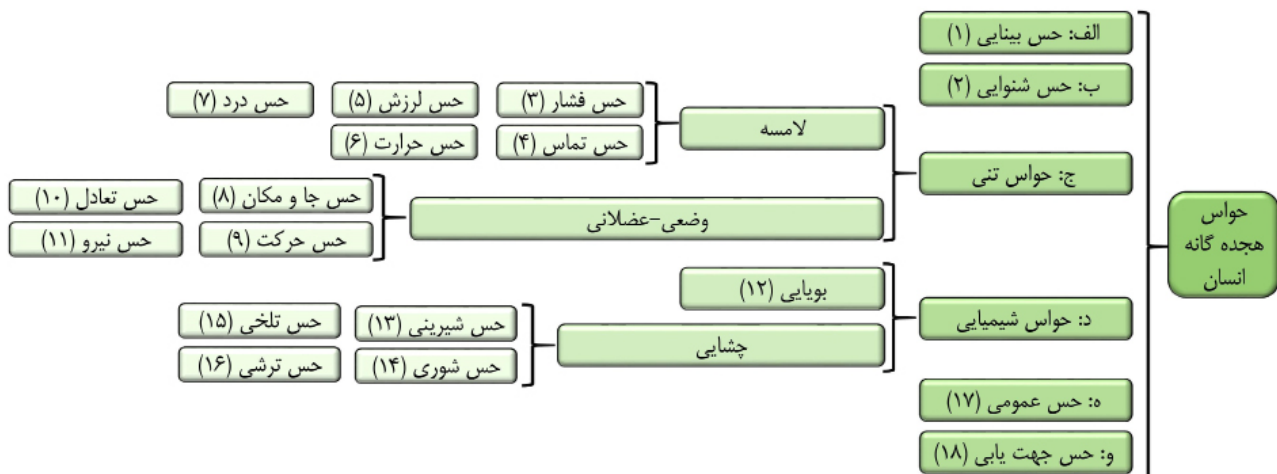 حواس
هجده گانه
انسان
الف: حس بینایی (۱)
ب: حس شنوایی (۲)
ج: حواس تنی
لامسه
حس فشار (۳)
حس تماس (۴)
حس لرزش (۵)
حس حرارت (۶)
حس درد (۷)
وضعی-عضلانی
حس جا و مکان (۸)
حس حرکت (۹)
حس تعادل (۱۰)
حس نیرو (۱۱)
د: حواس شیمیایی
بویایی (۱۲)
چشایی
حس شیرینی (۱۳)
حس شوری (۱۴)
حس تلخی (۱۵)
حس ترشی (۱۶)
ه: حس عمومی (۱۷)
و: حس جهت یابی (۱۸)